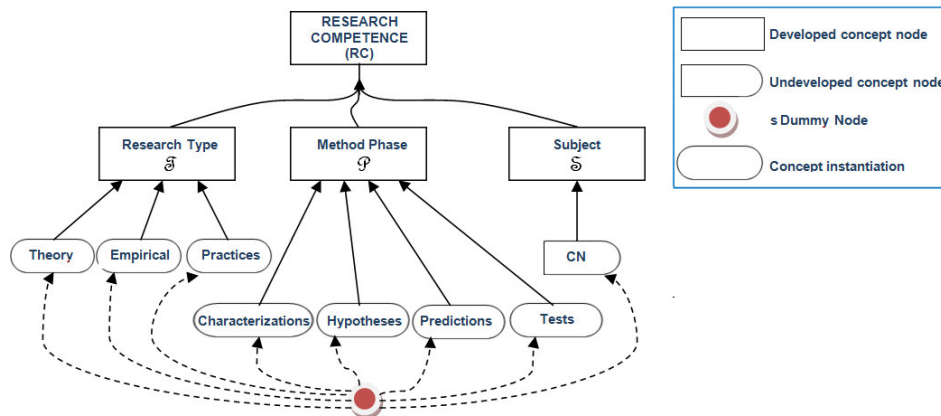 RESEARCH
COMPETENCE
(RC)
Research Type
𝒯
Method Phase
𝒫
Subject
𝒮
Theory
Empirical
Practices
CN
Characterizations
Hypotheses
Predictions
Tests
Developed concept node
Undeveloped concept node
s Dummy Node
Concept instantiation